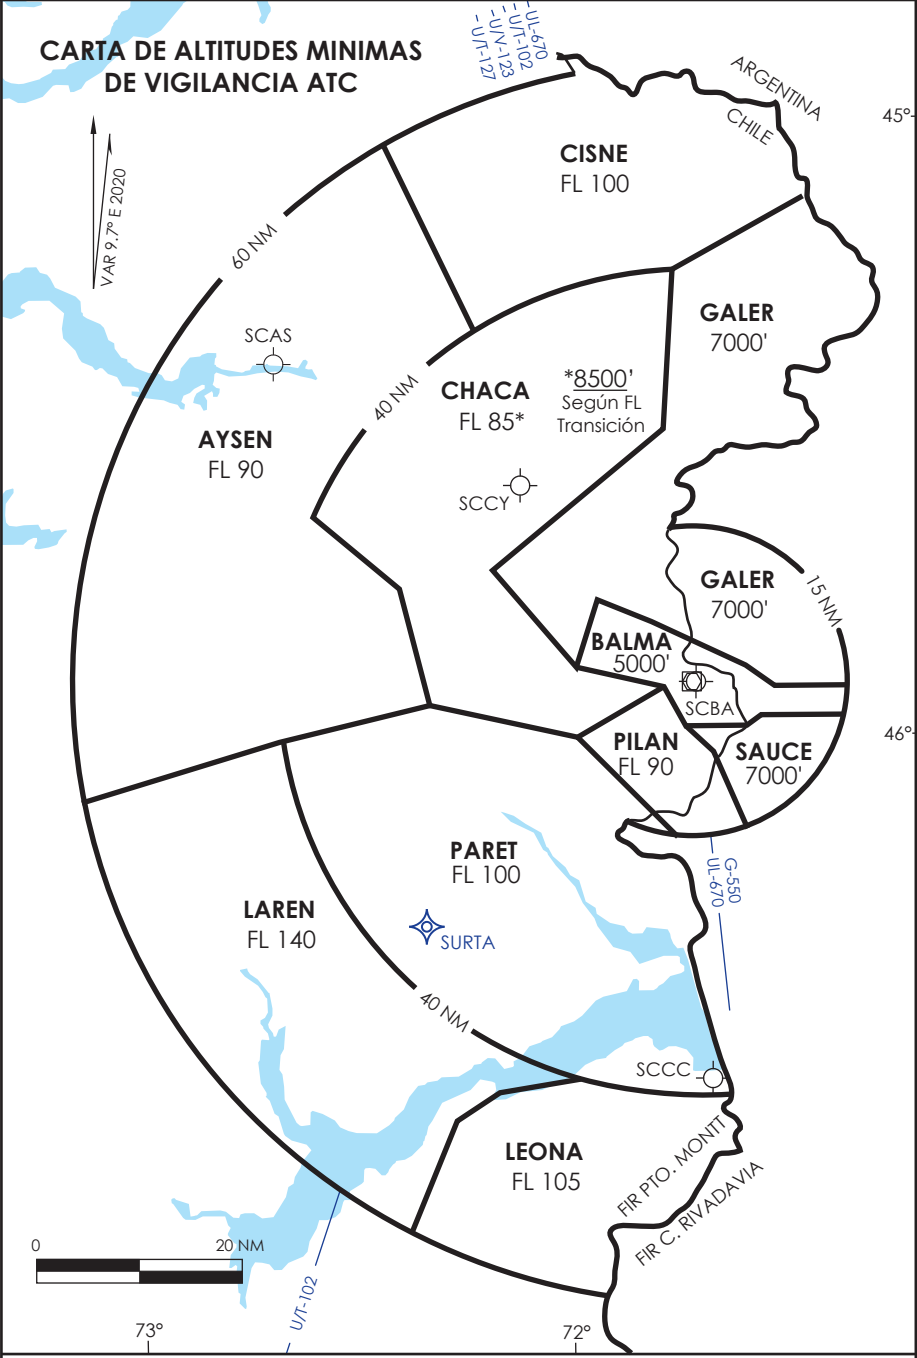 CARTA DE ALTITUDES MINIMAS
DE VIGILANCIA ATC
UL-670
U/T-102
U/V-123
U/T-127
ARGENTINA
CHILE
45°
VAR 9.7° E 2020
CISNE
FL 100
60 NM
GALER
7000'
SCAS
40 NM
CHACA
FL 85*
*8500'
Según FL
Transición
AYSEN
FL 90
SCCY
GALER
7000'
15 NM
BALMA
5000'
SCBA
46°
PILAN
FL 90
SAUCE
7000'
PARET
FL 100
G-550
UL-670
LAREN
FL 140
SURTA
40 NM
SCCC
LEONA
FL 105
FIR PTO. MONTT
FIR C. RIVADAVIA
0 20 NM
U/T-102
73° 72°